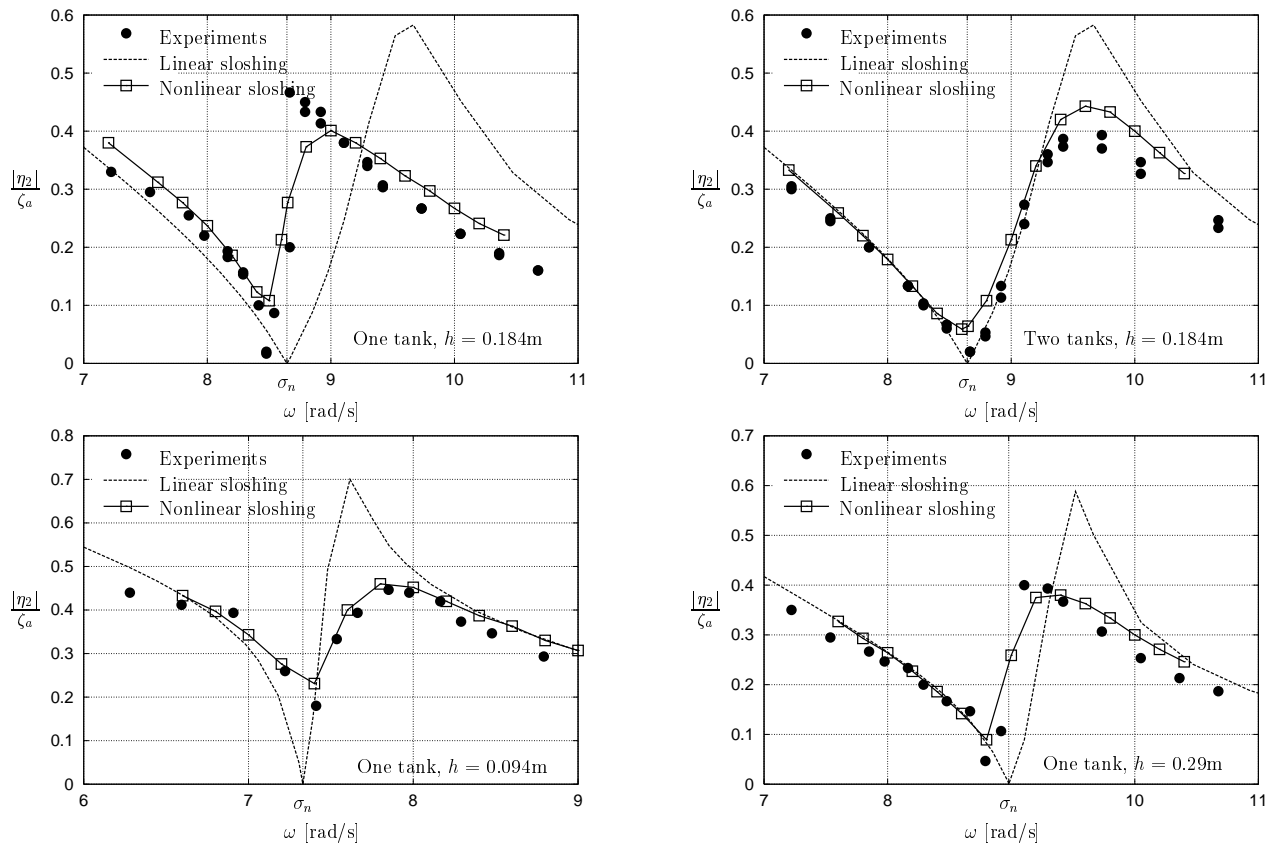 0.6
0.5
0.4
0.3
0.2
0.1
0
|η₂|
ζₐ
Experiments
Linear sloshing
Nonlinear sloshing
One tank, h = 0.184m
7 8 σₙ 9 10 11
ω [rad/s]
0.6
0.5
0.4
0.3
0.2
0.1
0
|η₂|
ζₐ
Experiments
Linear sloshing
Nonlinear sloshing
Two tanks, h = 0.184m
7 8 σₙ 9 10 11
ω [rad/s]
0.8
0.7
0.6
0.5
0.4
0.3
0.2
0.1
0
|η₂|
ζₐ
Experiments
Linear sloshing
Nonlinear sloshing
One tank, h = 0.094m
6 7 σₙ 8 9
ω [rad/s]
0.7
0.6
0.5
0.4
0.3
0.2
0.1
0
|η₂|
ζₐ
Experiments
Linear sloshing
Nonlinear sloshing
One tank, h = 0.29m
7 8 σₙ 10 11
ω [rad/s]